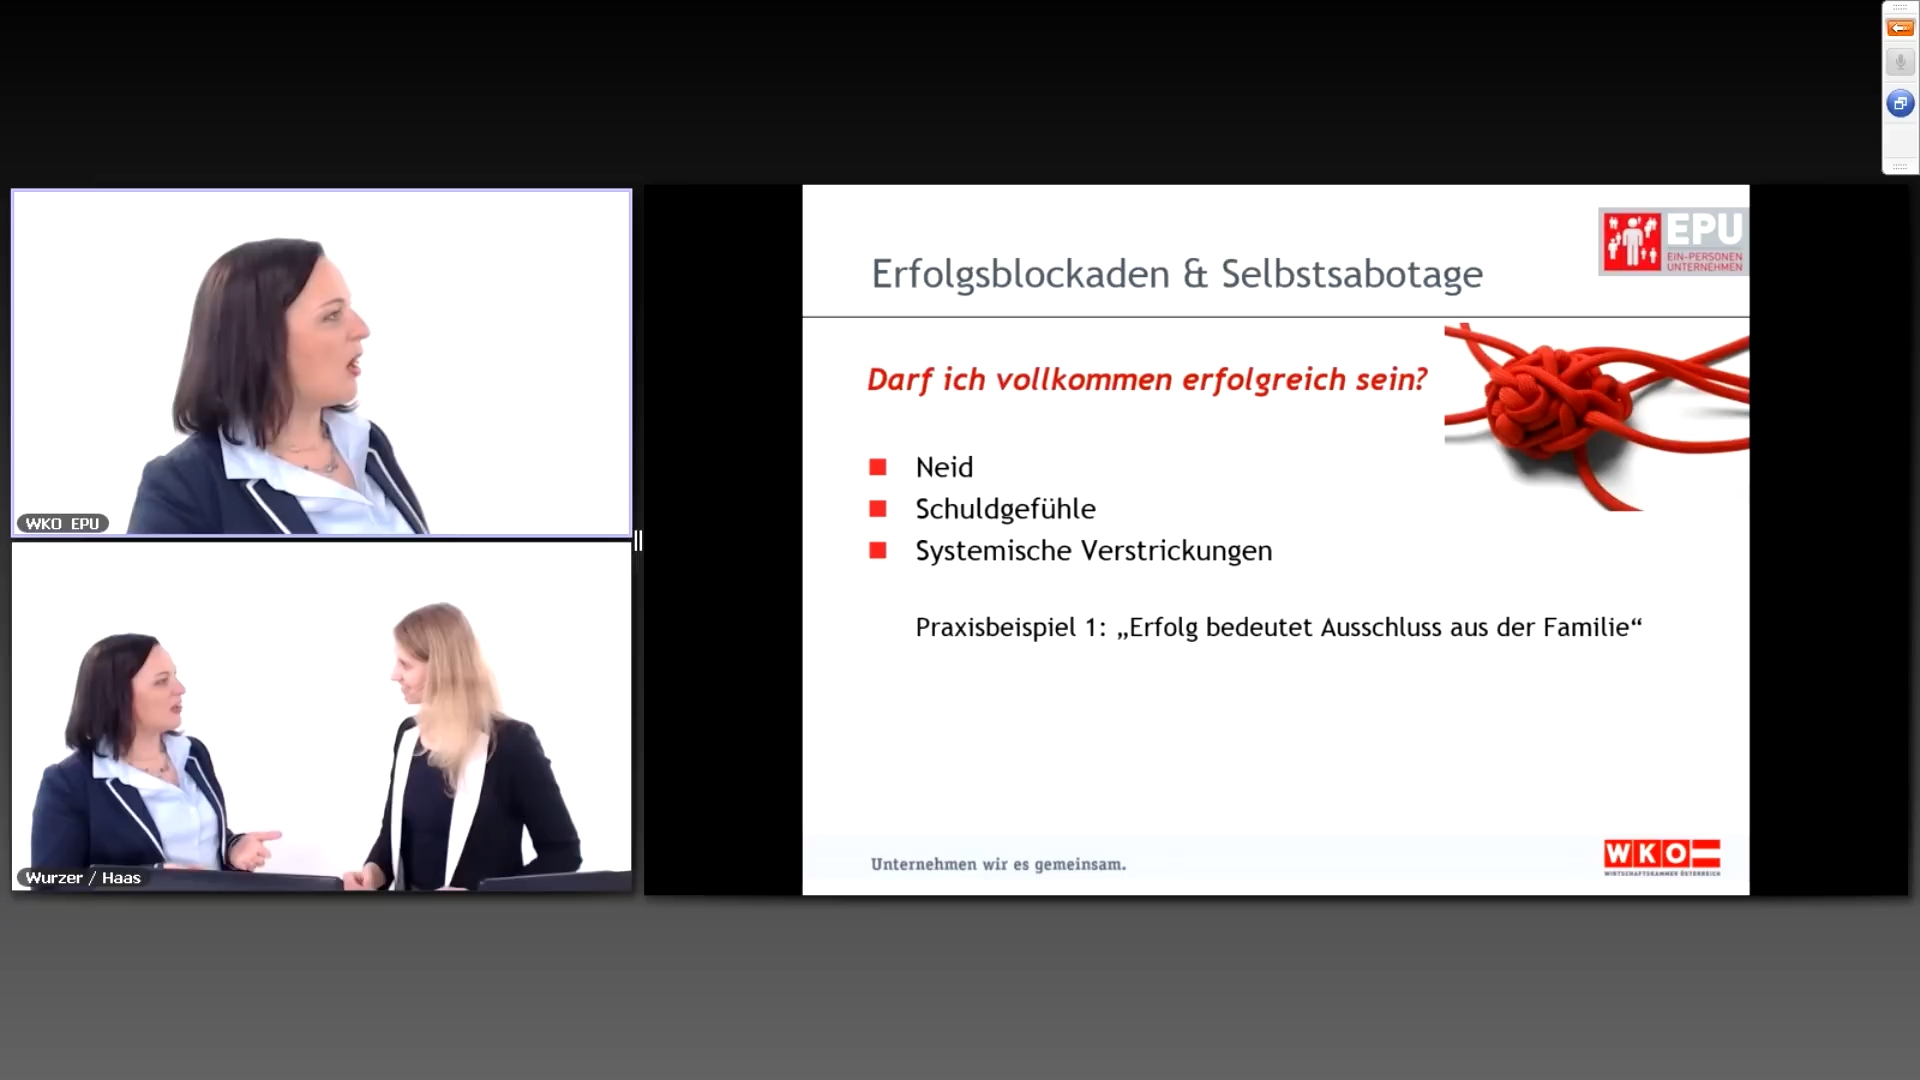 WKO EPU
Wurzer / Haas
EPU
EIN-PERSONEN
UNTERNEHMEN
Erfolgsblockaden & Selbstsabotage
Darf ich vollkommen erfolgreich sein?
Neid
Schuldgefühle
Systemische Verstrickungen
Praxisbeispiel 1: „Erfolg bedeutet Ausschluss aus der Familie“
Unternehmen wir es gemeinsam.
WKO
WIRTSCHAFTSKAMMER ÖSTERREICH